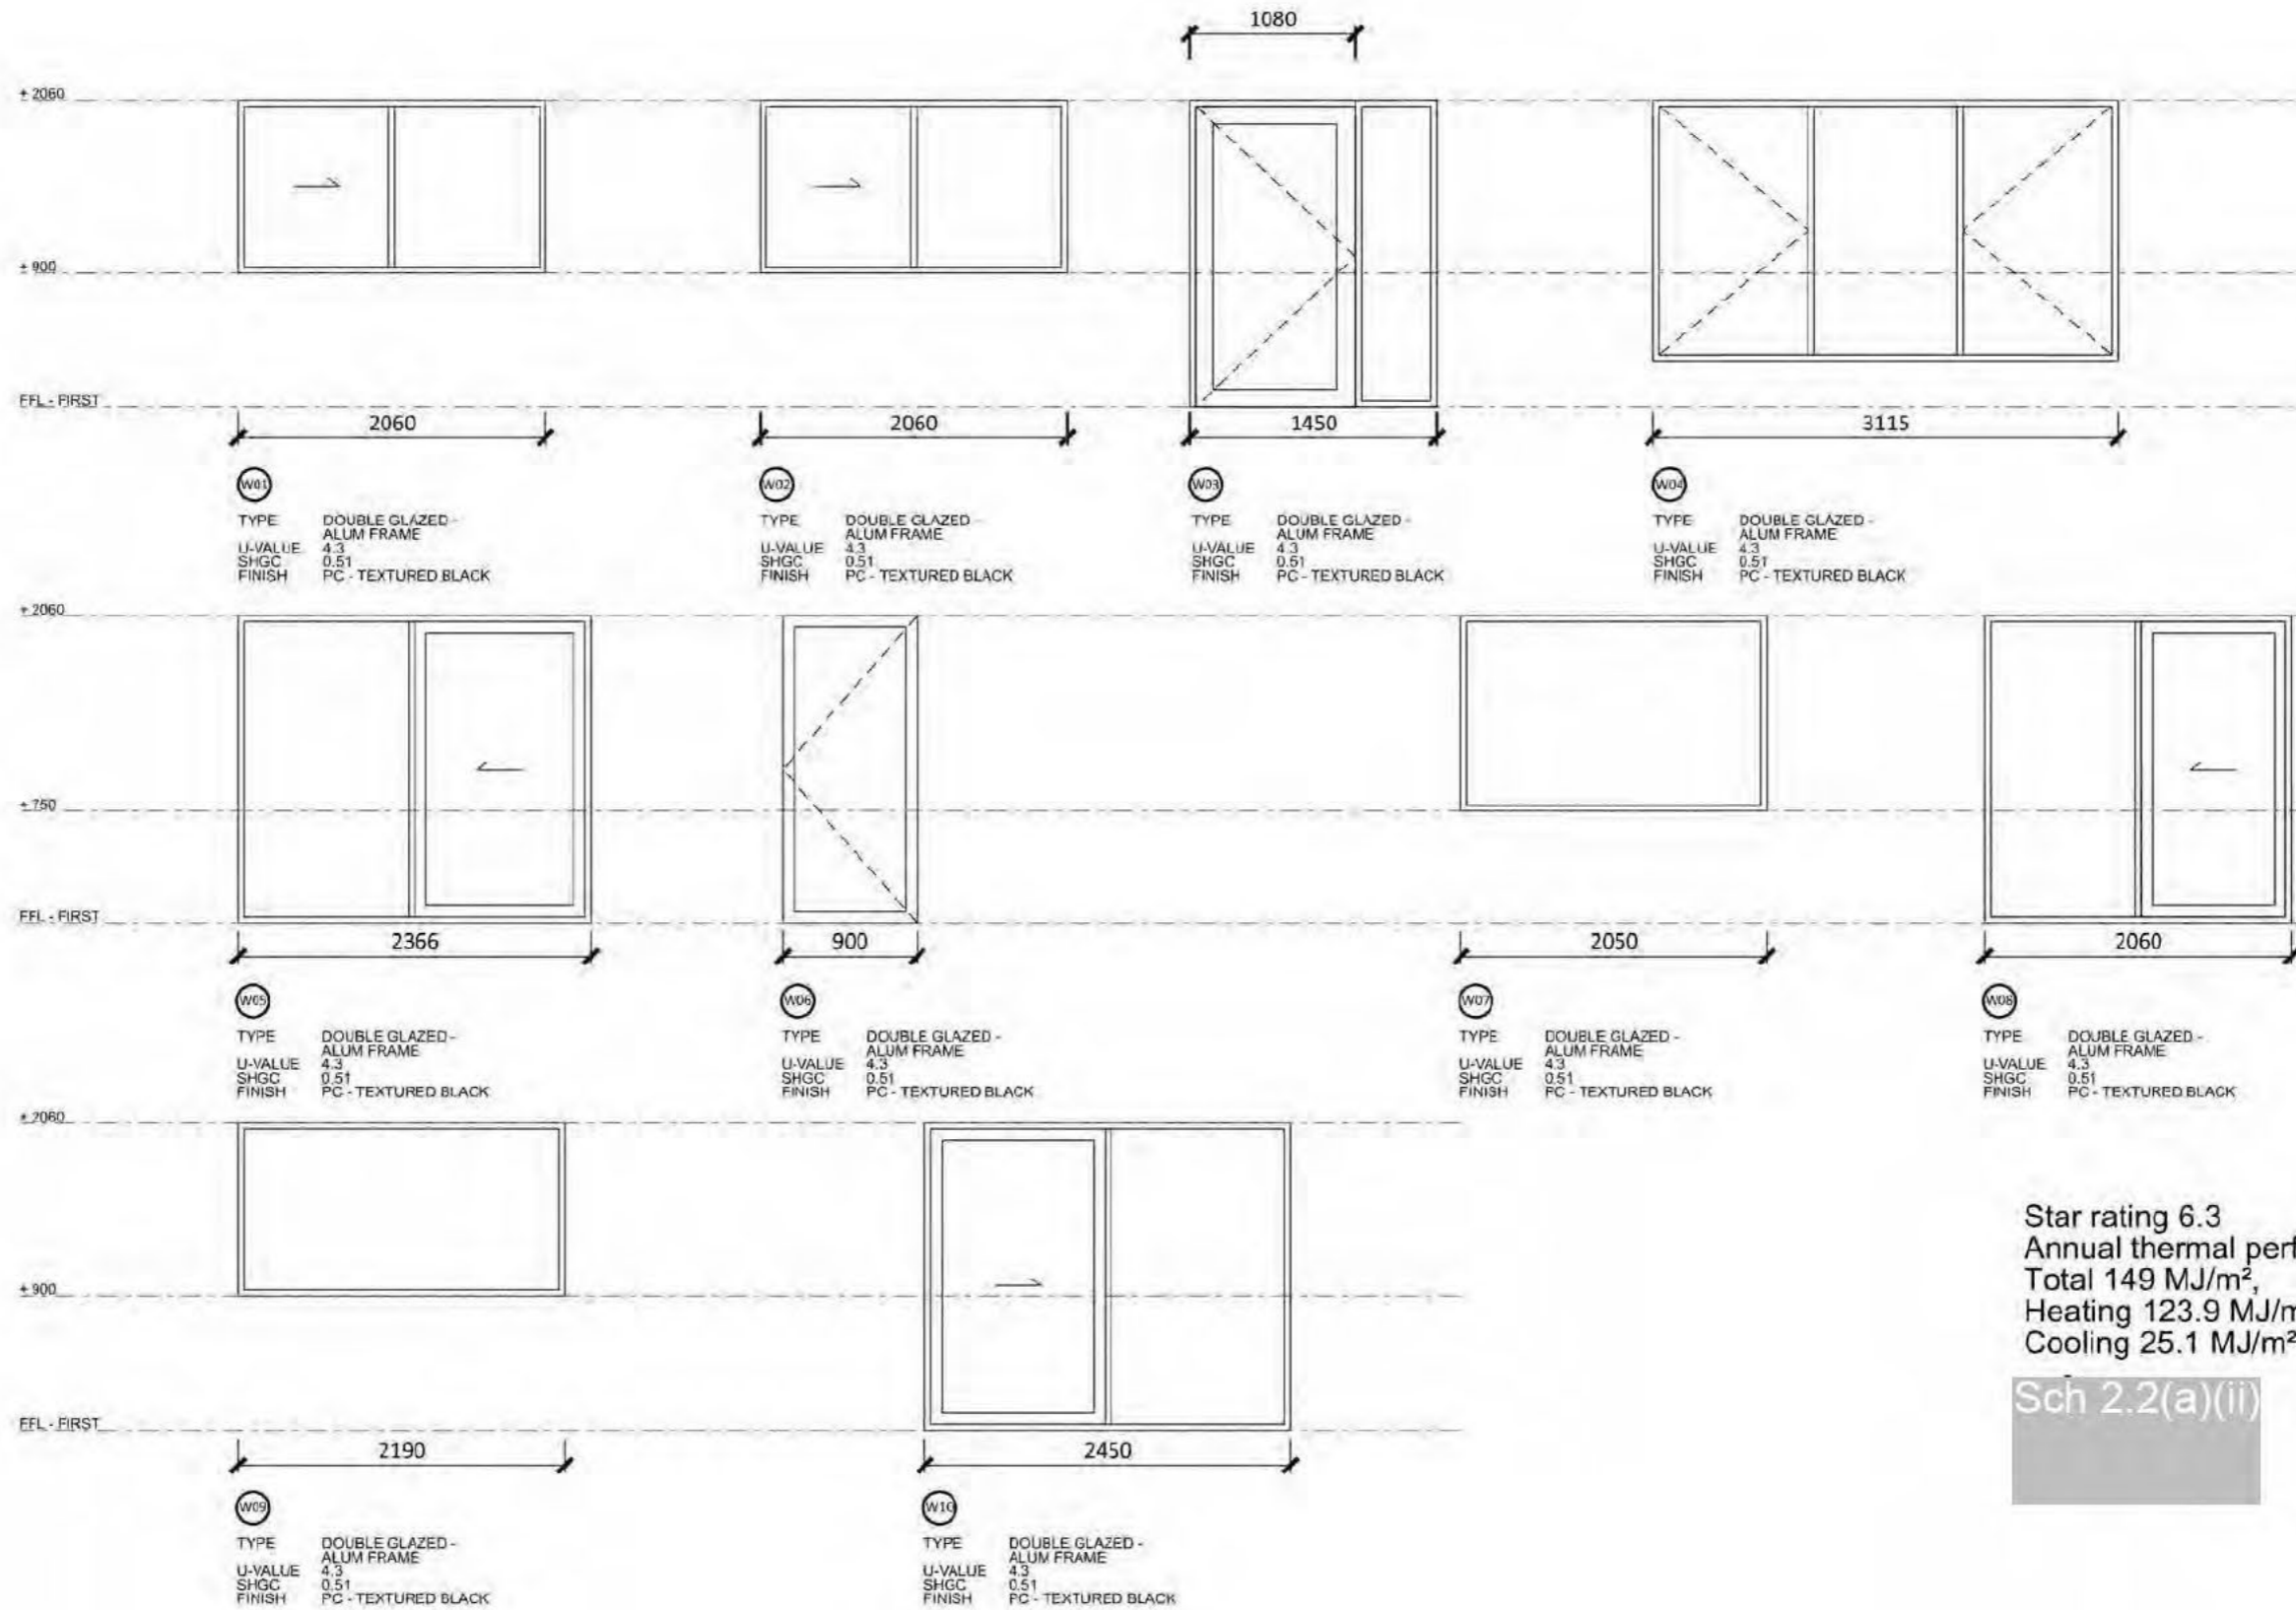 1080
+ 2060
+ 900
FFL - FIRST
2060
2060
1450
3115
W01
TYPE DOUBLE GLAZED -
ALUM FRAME
U-VALUE 4.3
SHGC 0.51
FINISH PC - TEXTURED BLACK
W02
TYPE DOUBLE GLAZED -
ALUM FRAME
U-VALUE 4.3
SHGC 0.51
FINISH PC - TEXTURED BLACK
W03
TYPE DOUBLE GLAZED -
ALUM FRAME
U-VALUE 4.3
SHGC 0.51
FINISH PC - TEXTURED BLACK
W04
TYPE DOUBLE GLAZED -
ALUM FRAME
U-VALUE 4.3
SHGC 0.51
FINISH PC - TEXTURED BLACK
+ 2060
+ 750
FFL - FIRST
2366
900
2050
2060
W05
TYPE DOUBLE GLAZED -
ALUM FRAME
U-VALUE 4.3
SHGC 0.51
FINISH PC - TEXTURED BLACK
W06
TYPE DOUBLE GLAZED -
ALUM FRAME
U-VALUE 4.3
SHGC 0.51
FINISH PC - TEXTURED BLACK
W07
TYPE DOUBLE GLAZED -
ALUM FRAME
U-VALUE 4.3
SHGC 0.51
FINISH PC - TEXTURED BLACK
W08
TYPE DOUBLE GLAZED -
ALUM FRAME
U-VALUE 4.3
SHGC 0.51
FINISH PC - TEXTURED BLACK
+ 2060
+ 900
FFL - FIRST
2190
2450
W09
TYPE DOUBLE GLAZED -
ALUM FRAME
U-VALUE 4.3
SHGC 0.51
FINISH PC - TEXTURED BLACK
W10
TYPE DOUBLE GLAZED -
ALUM FRAME
U-VALUE 4.3
SHGC 0.51
FINISH PC - TEXTURED BLACK
Star rating 6.3
Annual thermal
Total 149 MJ/m²,
Heating 123.9
Cooling 25.1 MJ/m²
Sch 2.2(a)(ii)